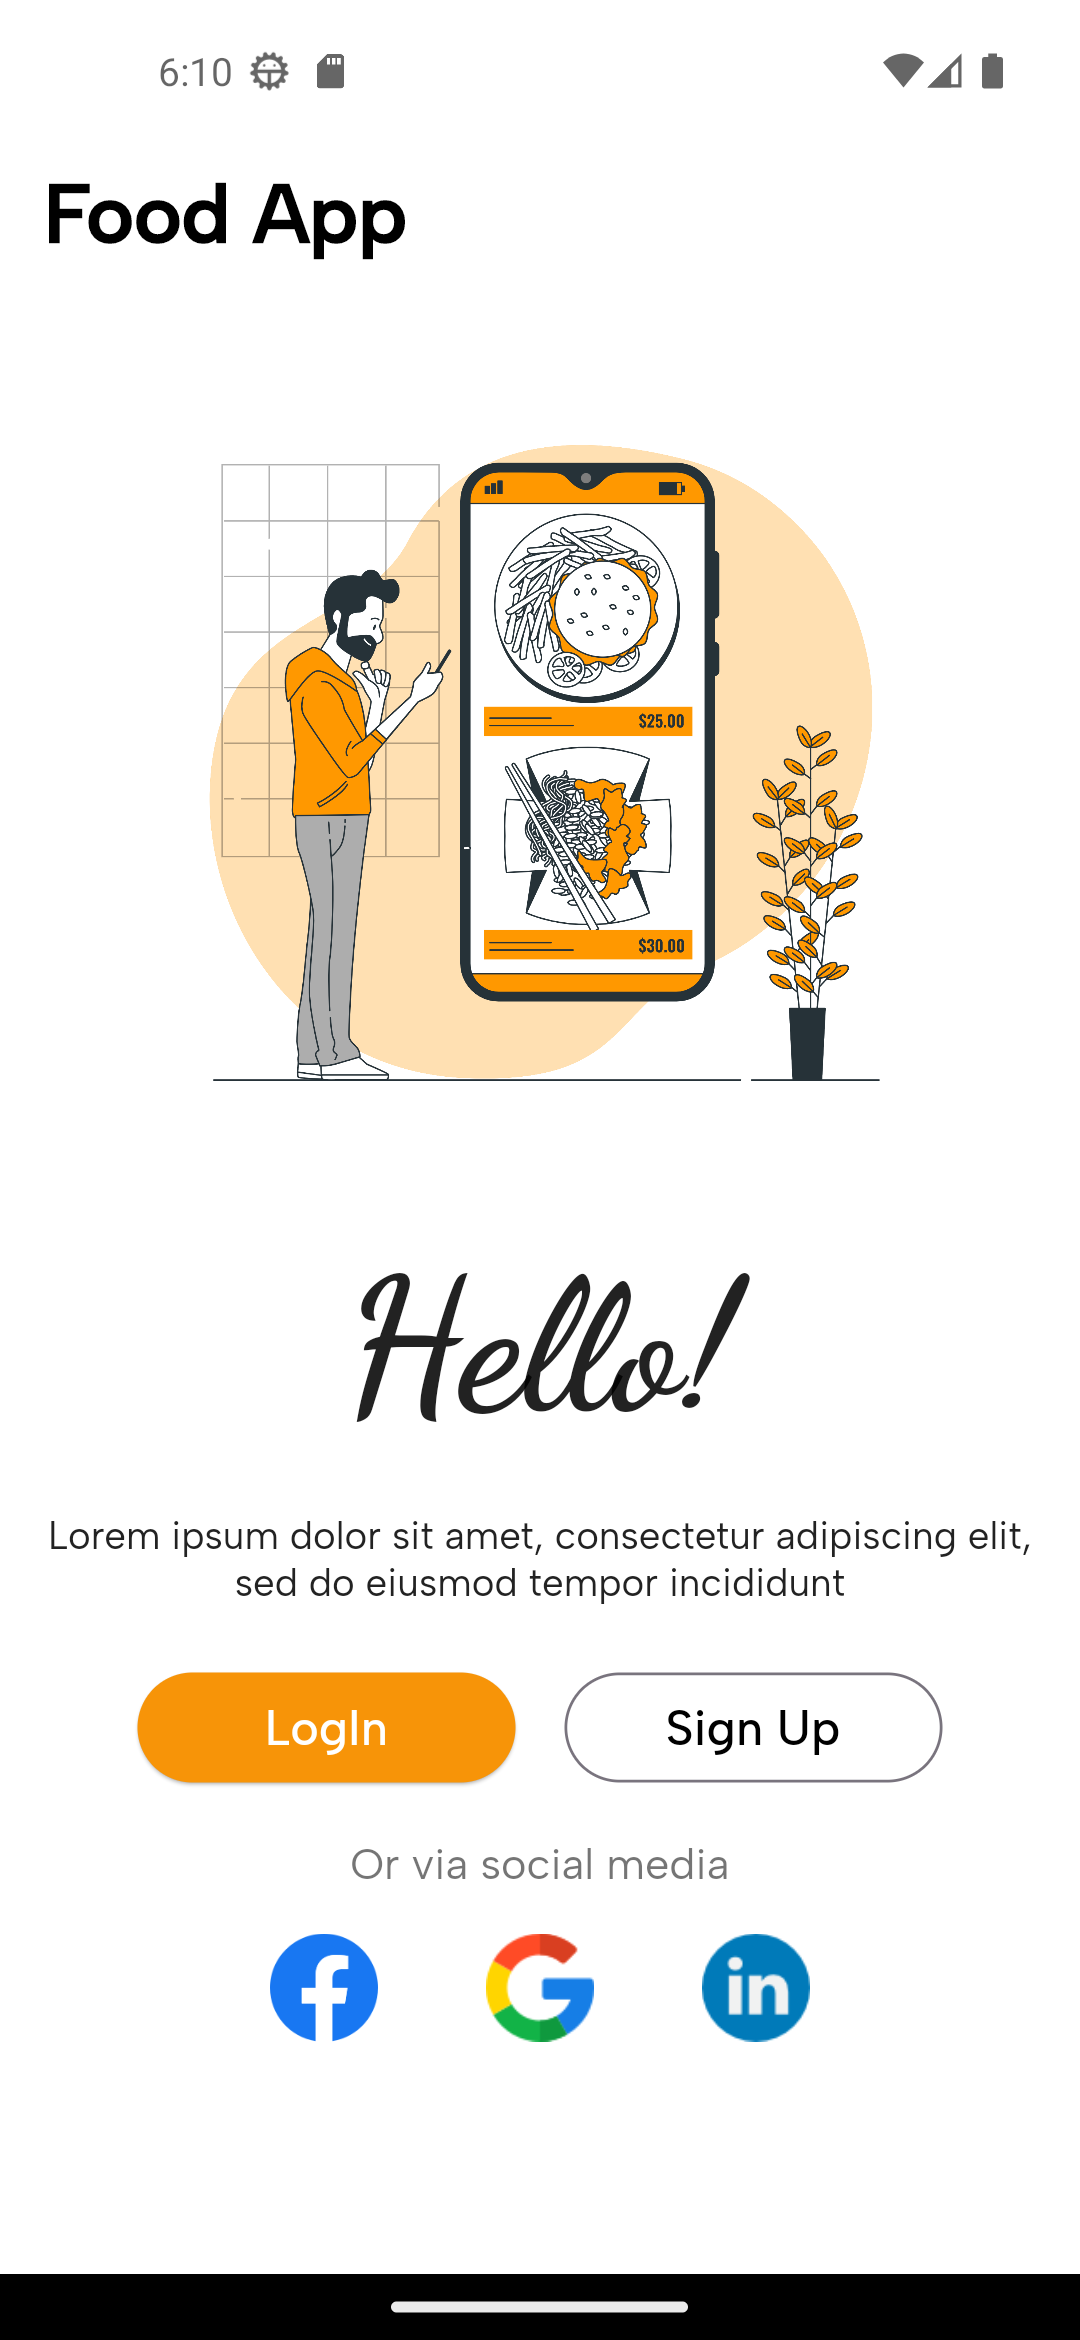 6:10
Food App
$25.00
$30.00
Hello!
Lorem ipsum dolor sit amet, consectetur adipiscing elit,
sed do eiusmod tempor incididunt
LogIn
Sign Up
Or via social media
f
G
in